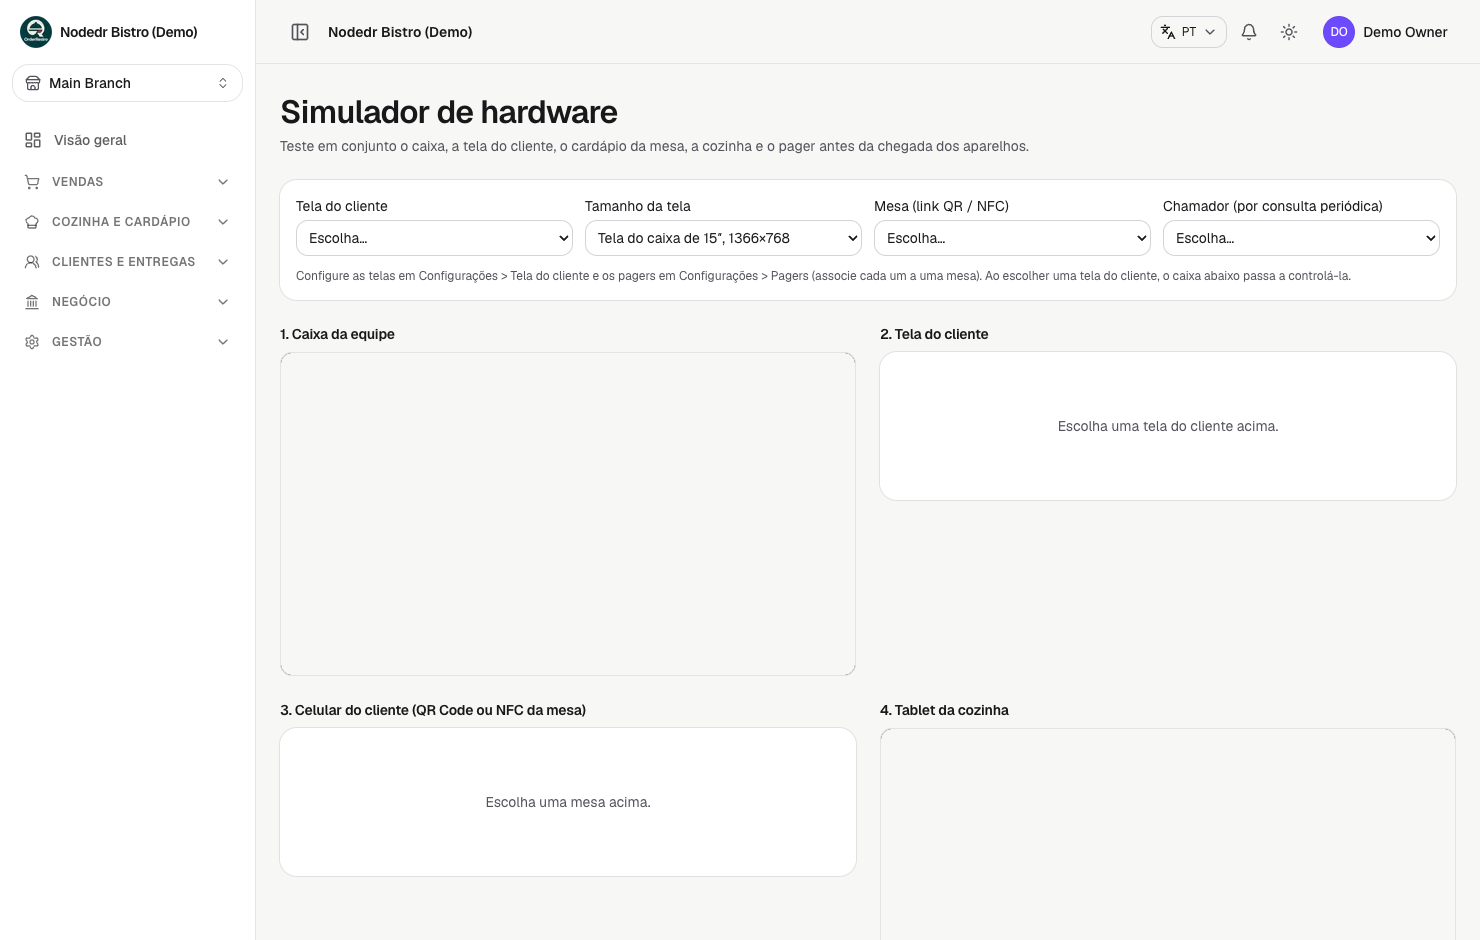 Nodedr Bistro (Demo)
Main Branch
Visão geral
VENDAS
COZINHA E CARDÁPIO
CLIENTES E ENTREGAS
NEGÓCIO
GESTÃO
Nodedr Bistro (Demo)
PT
DO
Demo Owner
Simulador de hardware
Teste em conjunto o caixa, a tela do cliente, o cardápio da mesa, a cozinha e o pager antes da chegada dos aparelhos.
Tela do cliente
Escolha...
Tamanho da tela
Tela do caixa de 15″, 1366×768
Mesa (link QR / NFC)
Escolha...
Chamador (por consulta periódica)
Escolha...
Configure as telas em Configurações > Tela do cliente e os pagers em Configurações > Pagers (associe cada um a uma mesa). Ao escolher uma tela do cliente, o caixa abaixo passa a controlá-la.
1. Caixa da equipe
2. Tela do cliente
Escolha uma tela do cliente acima.
3. Celular do cliente (QR Code ou NFC da mesa)
Escolha uma mesa acima.
4. Tablet da cozinha